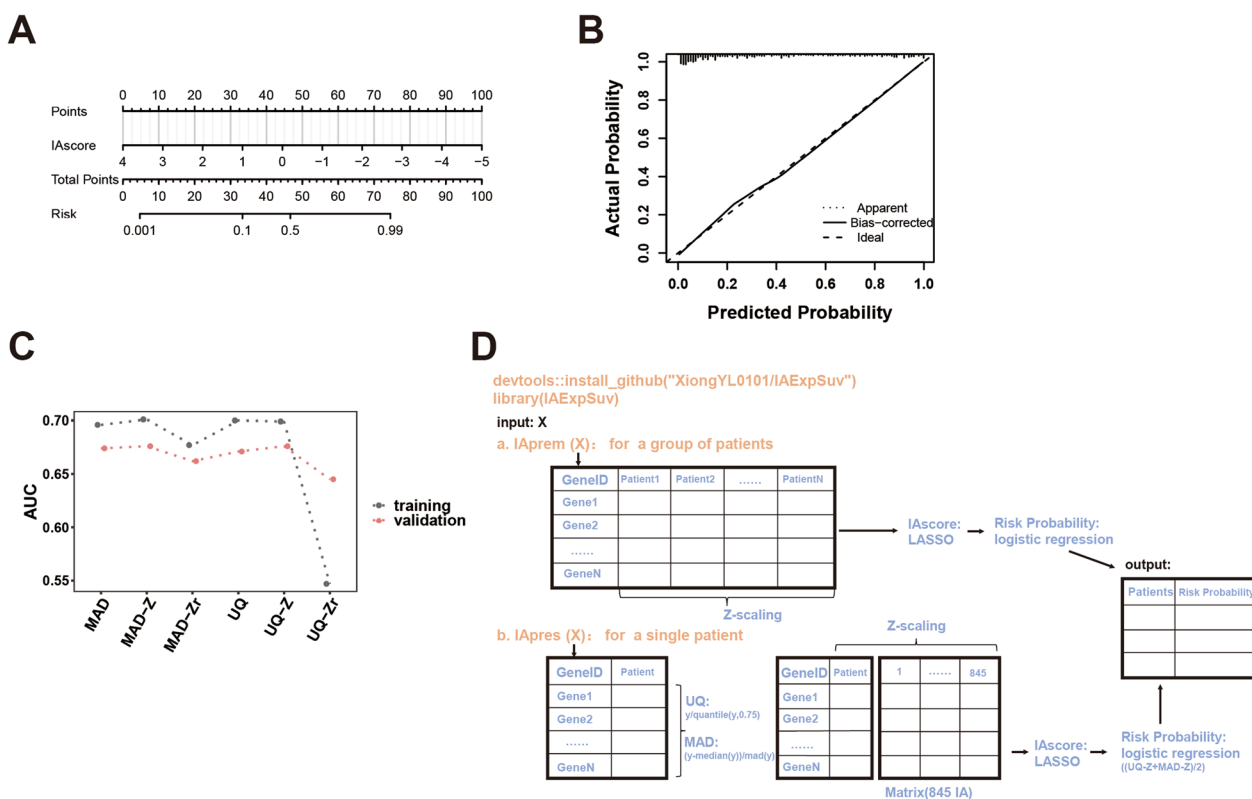 A
Points
0 10 20 30 40 50 60 70 80 90 100
IAscore
4 3 2 1 0 −1 −2 −3 −4 −5
Total Points
0 10 20 30 40 50 60 70 80 90 100
Risk
0.001 0.1 0.5 0.99
B
Actual Probability
1.0
0.8
0.6
0.4
0.2
0.0
Apparent
Bias−corrected
Ideal
0.0 0.2 0.4 0.6 0.8 1.0
Predicted Probability
C
AUC
0.70
0.65
0.60
0.55
MAD MAD−Z MAD−Zr UQ UQ−Z UQ−Zr
training
validation
D
devtools::install_github("XiongYL0101/IAExpSuv")
library(IAExpSuv)
input: X
a. IAprem (X): for a group of patients
GeneID Patient1 Patient2 ...... PatientN
Gene1
Gene2
......
GeneN
Z-scaling
IAscore:
LASSO
Risk Probability:
logistic regression
output:
Patients Risk Probability
b. IApres (X): for a single patient
GeneID Patient
Gene1
Gene2
......
GeneN
UQ:
y/quantile(y,0.75)
MAD:
(y-median(y))/mad(y)
Z-scaling
GeneID Patient 1 ...... 845
Gene1
Gene2
......
GeneN
Matrix(845 IA)
IAscore:
LASSO
Risk Probability:
logistic regression
((UQ-Z+MAD-Z)/2)